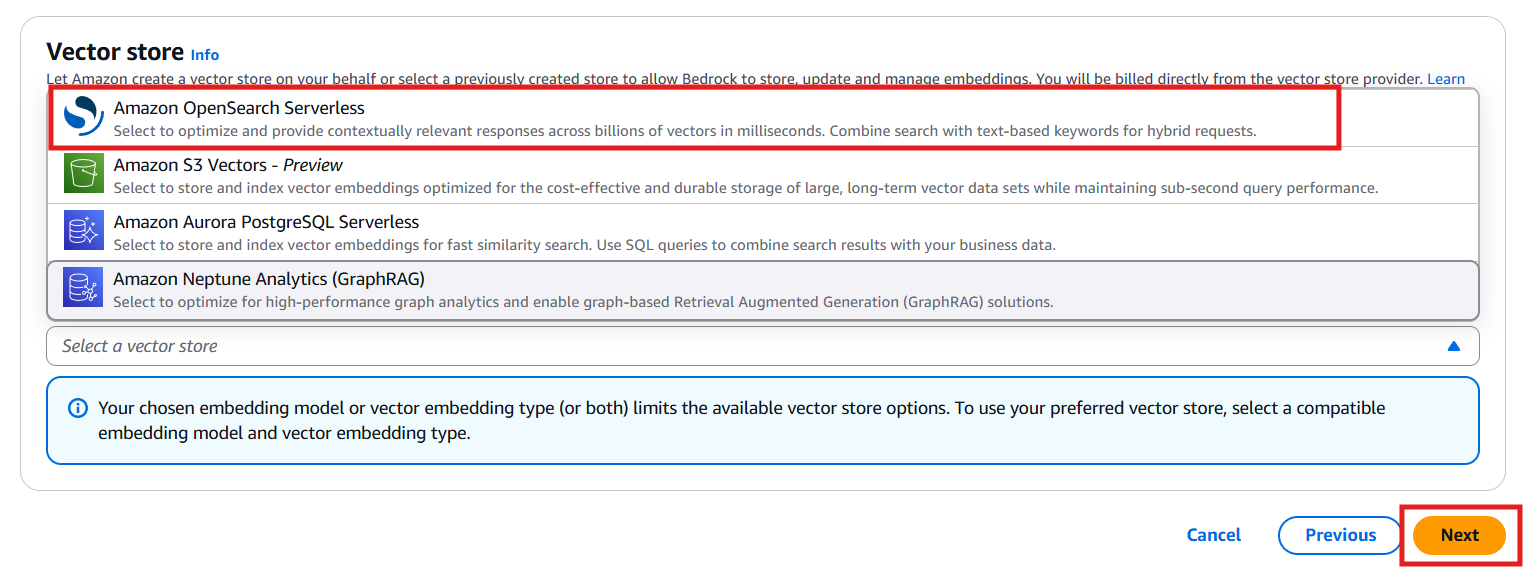 Vector store Info
Let Amazon create a vector store on your behalf or select a previously created store to allow Bedrock to store, update and manage embeddings. You will be billed directly from the vector store provider. Learn
Amazon OpenSearch Serverless
Select to optimize and provide contextually relevant responses across billions of vectors in milliseconds. Combine search with text-based keywords for hybrid requests.
Amazon S3 Vectors - Preview
Select to store and index vector embeddings optimized for the cost-effective and durable storage of large, long-term vector data sets while maintaining sub-second query performance.
Amazon Aurora PostgreSQL Serverless
Select to store and index vector embeddings for fast similarity search. Use SQL queries to combine search results with your business data.
Amazon Neptune Analytics (GraphRAG)
Select to optimize for high-performance graph analytics and enable graph-based Retrieval Augmented Generation (GraphRAG) solutions.
Select a vector store
Your chosen embedding model or vector embedding type (or both) limits the available vector store options. To use your preferred vector store, select a compatible
embedding model and vector embedding type.
Cancel
Previous
Next